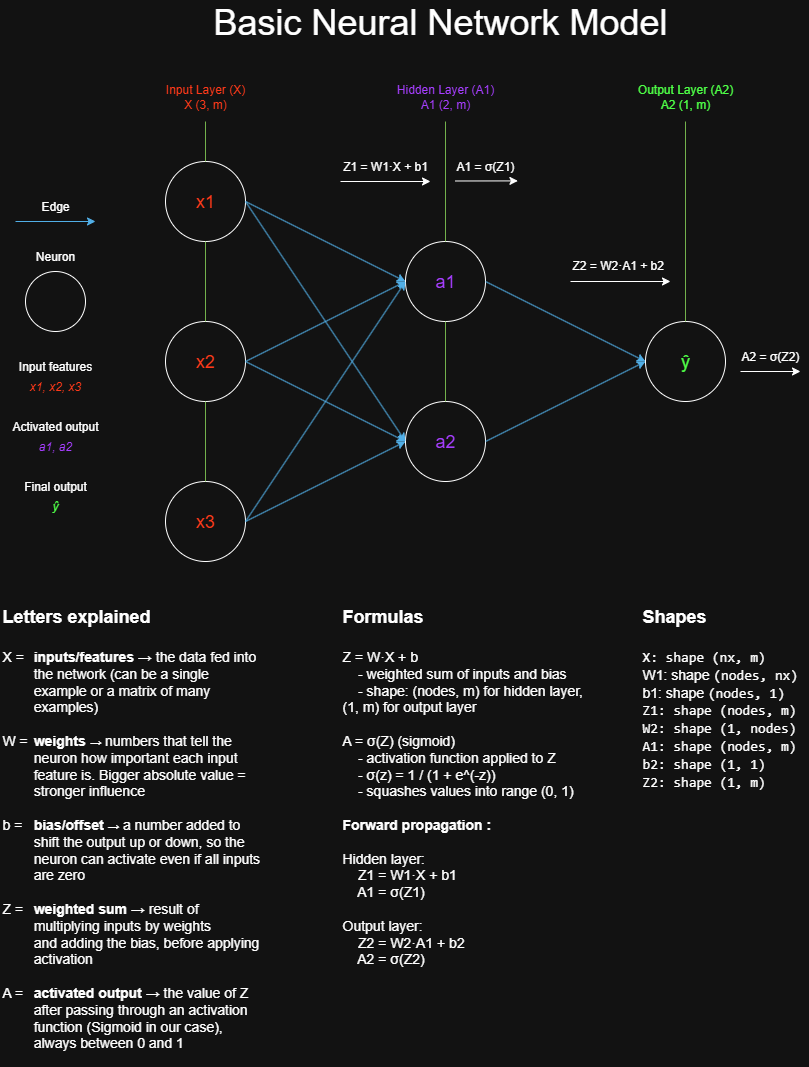 Basic Neural Network Model
Input Layer (X)
X (3, m)
Hidden Layer (A1)
A1 (2, m)
Output Layer (A2)
A2 (1, m)
Z1 = W1·X + b1
A1 = σ(Z1)
x1
Edge
Neuron
a1
Z2 = W2·A1 + b2
x2
ŷ
A2 = σ(Z2)
Input features
x1, x2, x3
Activated output
a1, a2
a2
Final output
ŷ
x3
Letters explained
X = inputs/features → the data fed into
the network (can be a single
example or a matrix of many
examples)
W = weights → numbers that tell the
neuron how important each input
feature is. Bigger absolute value =
stronger influence
b = bias/offset → a number added to
shift the output up or down, so the
neuron can activate even if all inputs
are zero
Z = weighted sum → result of
multiplying inputs by weights
and adding the bias, before applying
activation
A = activated output → the value of Z
after passing through an activation
function (Sigmoid in our case),
always between 0 and 1
Formulas
Z = W·X + b
- weighted sum of inputs and bias
- shape: (nodes, m) for hidden layer,
(1, m) for output layer
A = σ(Z) (sigmoid)
- activation function applied to Z
- σ(z) = 1 / (1 + e^(-z))
- squashes values into range (0, 1)
Forward propagation :
Hidden layer:
Z1 = W1·X + b1
A1 = σ(Z1)
Output layer:
Z2 = W2·A1 + b2
A2 = σ(Z2)
Shapes
X: shape (nx, m)
W1: shape (nodes, nx)
b1: shape (nodes, 1)
Z1: shape (nodes, m)
W2: shape (1, nodes)
A1: shape (nodes, m)
b2: shape (1, 1)
Z2: shape (1, m)